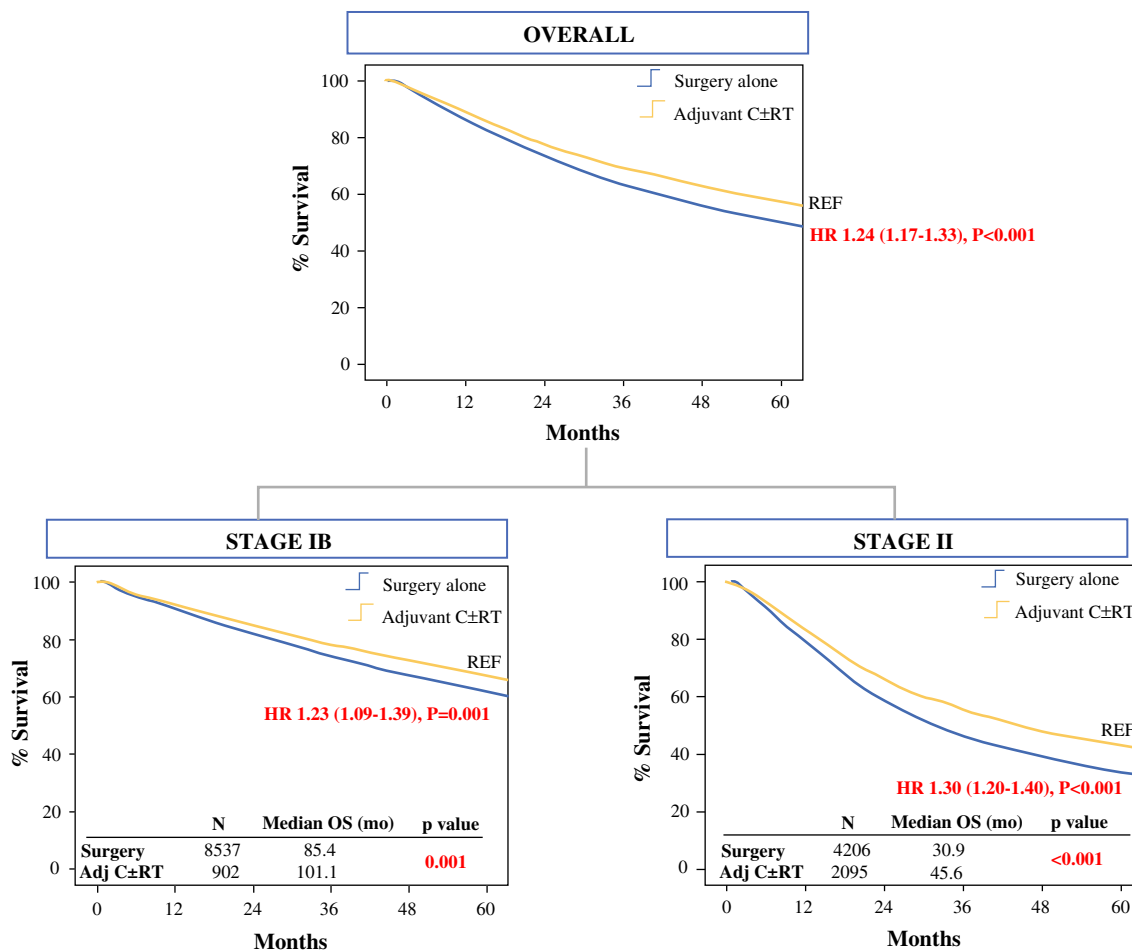 OVERALL
Surgery alone
Adjuvant C±RT
100
80
60
40
20
0
% Survival
REF
HR 1.24 (1.17-1.33), P<0.001
0 12 24 36 48 60
Months
STAGE IB
Surgery alone
Adjuvant C±RT
100
80
60
40
20
0
% Survival
REF
HR 1.23 (1.09-1.39), P=0.001
N Median OS (mo) p value
Surgery 8537 85.4
0.001
Adj C±RT 902 101.1
0 12 24 36 48 60
Months
STAGE II
Surgery alone
Adjuvant C±RT
100
80
60
40
20
0
% Survival
REF
HR 1.30 (1.20-1.40), P<0.001
N Median OS (mo) p value
Surgery 4206 30.9
<0.001
Adj C±RT 2095 45.6
0 12 24 36 48 60
Months